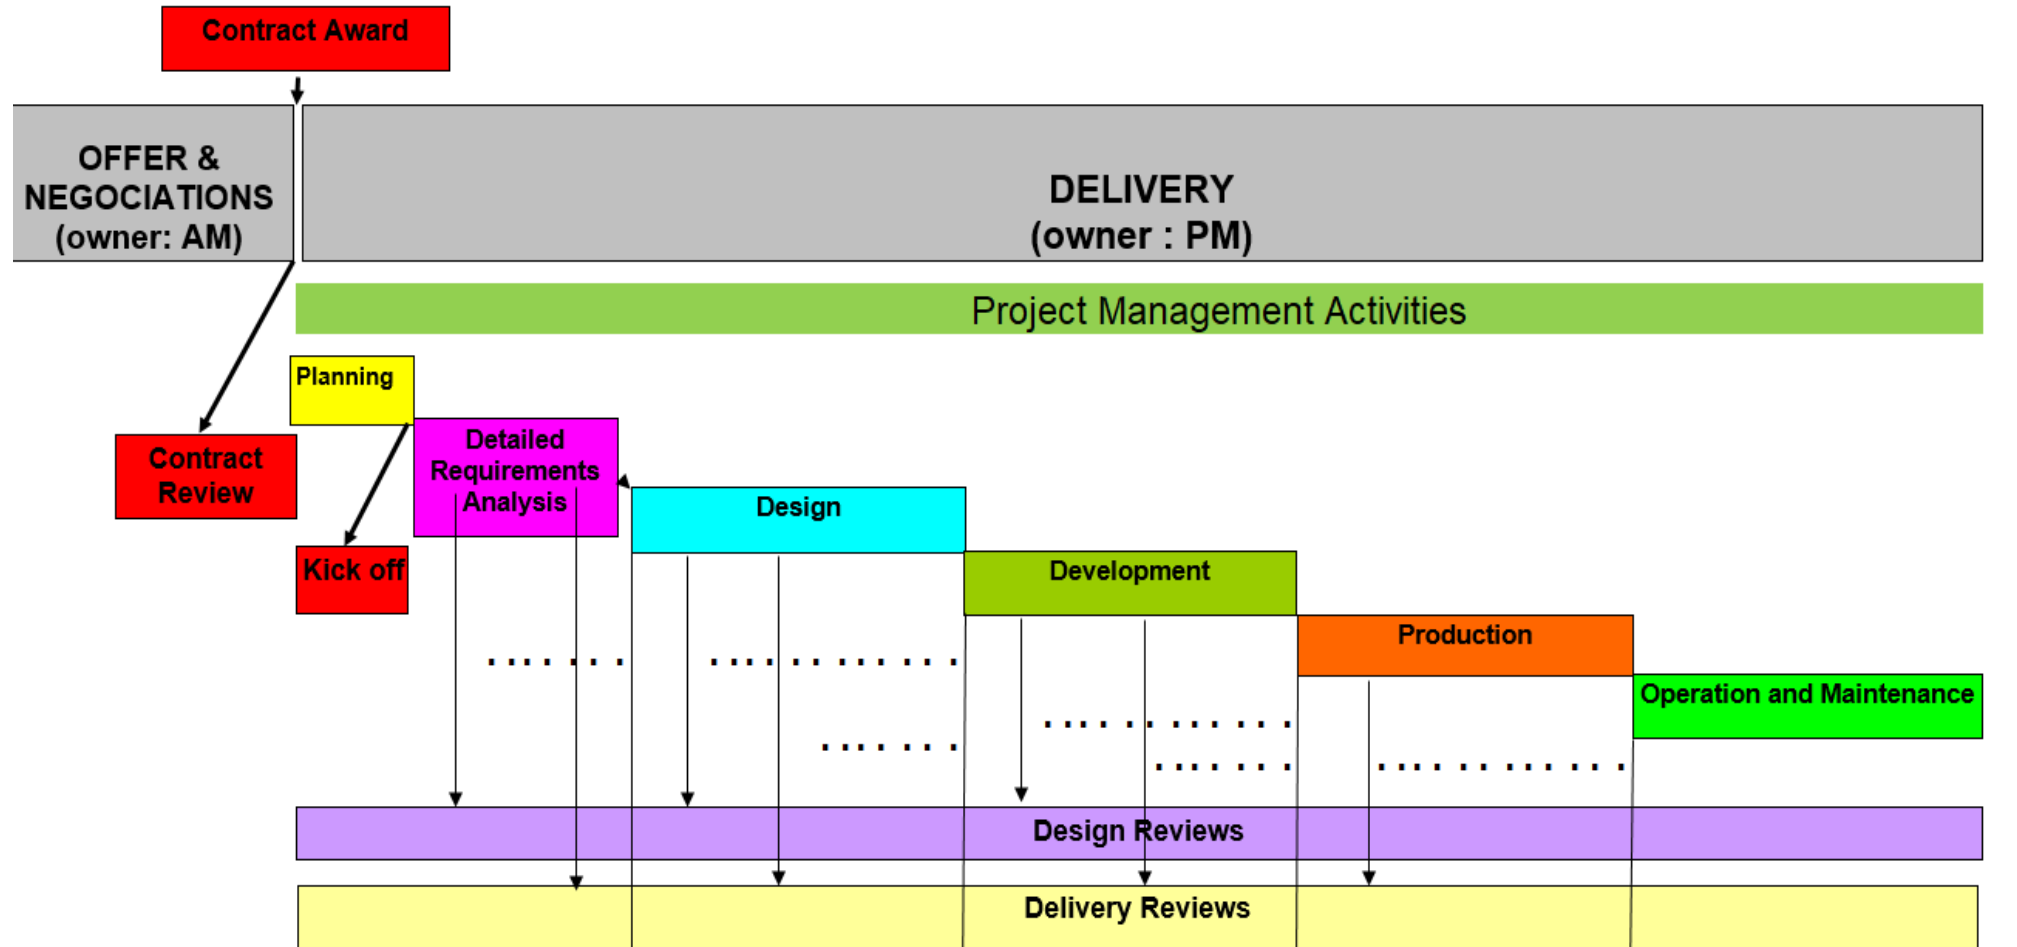 Contract Award
OFFER &
NEGOCIATIONS
(owner: AM)
DELIVERY
(owner : PM)
Project Management Activities
Planning
Contract
Review
Kick off
Detailed
Requirements
Analysis
Design
Development
Production
Operation and Maintenance
Design Reviews
Delivery Reviews